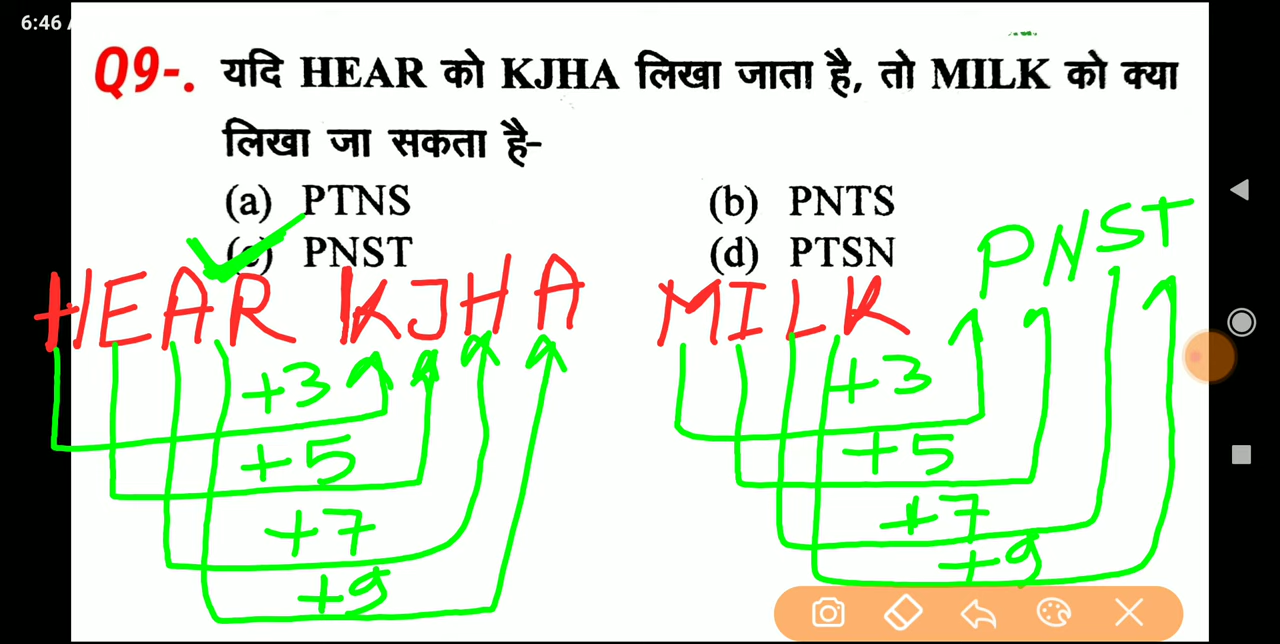 6:46
Q9-. यदि HEAR को KJHA लिखा जाता है, तो MILK को क्या
लिखा जा सकता है-
(a) PTNS (b) PNTS
(c) PNST (d) PTSN
PNST
HEAR KJHA MILK
+3 +3
+5 +5
+7 +7
+9 +9